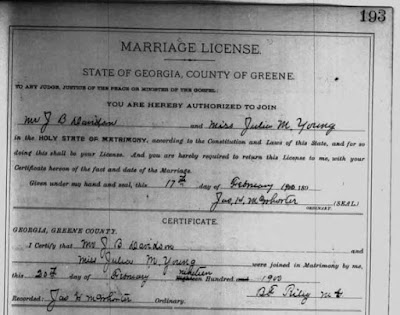 193
MARRIAGE LICENSE.
STATE OF GEORGIA, COUNTY OF GREENE.
TO ANY JUDGE, JUSTICE OF THE PEACE OR MINISTER OF THE GOSPEL.
YOU ARE HEREBY AUTHORIZED TO JOIN
Mr J B Davidson and Miss Julia M. Young
in the HOLY STATE OF MATRIMONY, according to the Constitution and Laws of this State, and for so
doing this shall be your License. And you are hereby required to return this License to me, with your
Certificate hereon of the fact and date of the Marriage.
Given under my hand and seal, this 17th day of February 1900
Jas. H. McWhorter (SEAL)
ORDINARY.
CERTIFICATE.
GEORGIA, GREENE COUNTY.
I Certify that Mr J B Davidson and
Miss Julia M. Young were joined in Matrimony by me,
this 20th day of February nineteen Eighteen Hundred 1900
Recorded: Jas H McWhorter Ordinary. Riley M G